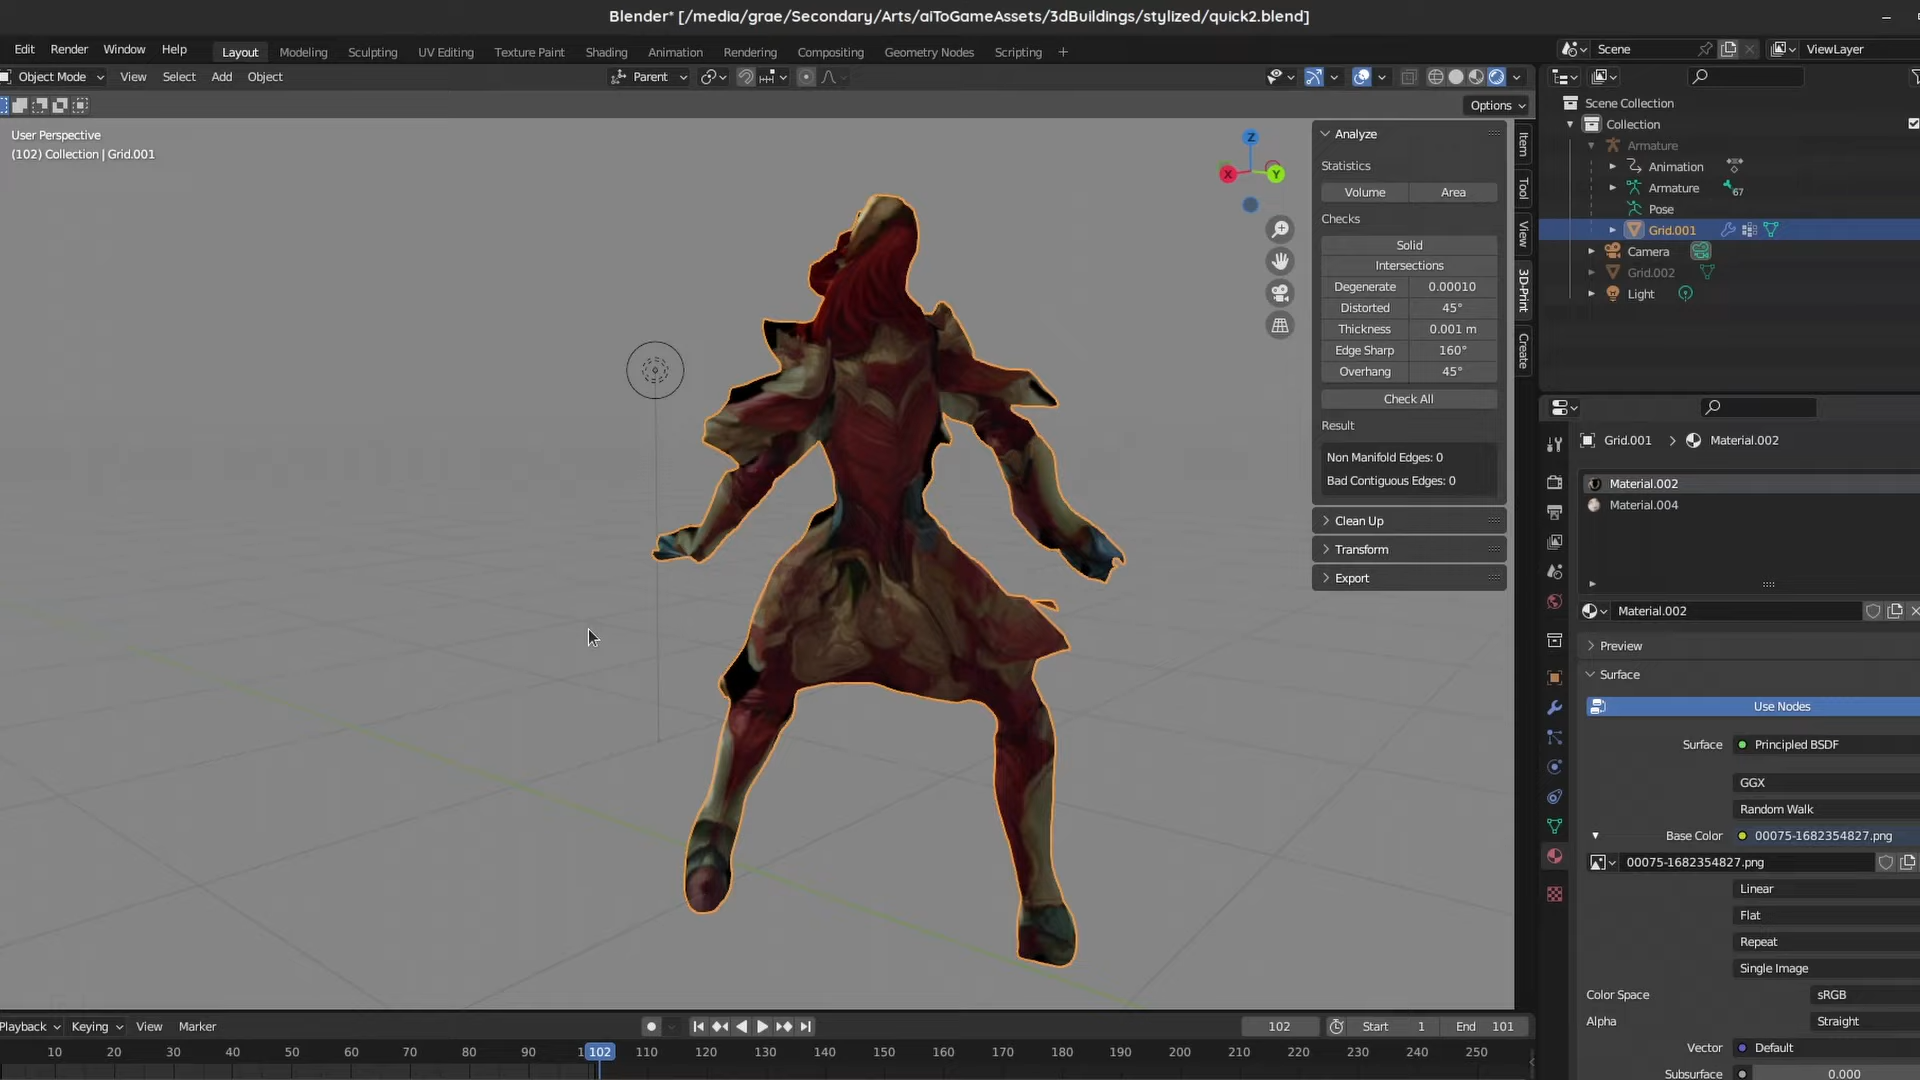 Blender* [/media/grae/Secondary/Arts/aiToGameAssets/3dBuildings/stylized/quick2.blend]
Edit Render Window Help Layout Modeling Sculpting UV Editing Texture Paint Shading Animation Rendering Compositing Geometry Nodes Scripting + Scene ViewLayer
Object Mode View Select Add Object Parent
Options
User Perspective
(102) Collection | Grid.001
Z
X
Y
Analyze
Statistics
Volume Area
Checks
Solid
Intersections
Degenerate 0.00010
Distorted 45°
Thickness 0.001 m
Edge Sharp 160°
Overhang 45°
Check All
Result
Non Manifold Edges: 0
Bad Contiguous Edges: 0
Clean Up
Transform
Export
Item
Tool
View
3D-Print
Create
Scene Collection
Collection
Armature
Animation
Armature 67
Pose
Grid.001
Camera
Grid.002
Light
Grid.001 > Material.002
Material.002
Material.004
Material.002
Preview
Surface
Use Nodes
Surface Principled BSDF
GGX
Random Walk
Base Color 00075-1682354827.png
00075-1682354827.png
Linear
Flat
Repeat
Single Image
Color Space sRGB
Alpha Straight
Vector Default
Subsurface 0.000
Playback Keying View Marker 102 Start 1 End 101
10 20 30 40 50 60 70 80 90 1 102 110 120 130 140 150 160 170 180 190 200 210 220 230 240 250